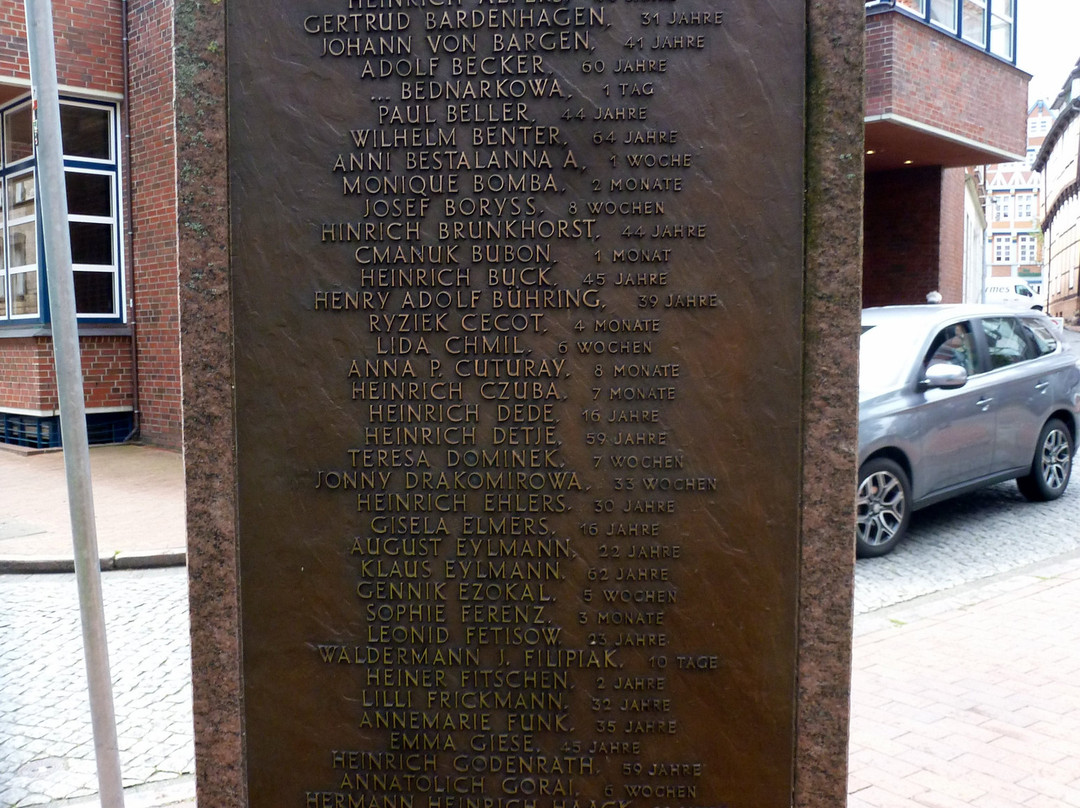 HEINRICH ALPERS,
GERTRUD BARDENHAGEN, 31 JAHRE
JOHANN VON BARGEN, 41 JAHRE
ADOLF BECKER, 60 JAHRE
... BEDNARKOWA, 1 TAG
PAUL BELLER, 44 JAHRE
WILHELM BENTER, 64 JAHRE
ANNI BESTALANNA A, 1 WOCHE
MONIQUE BOMBA, 2 MONATE
JOSEF BORYSS, 8 WOCHEN
HINRICH BRUNKHORST, 44 JAHRE
CMANUK BUBON, 1 MONAT
HEINRICH BUCK, 45 JAHRE
HENRY ADOLF BÜHRING, 39 JAHRE
RYZIEK CECOT, 4 MONATE
LIDA CHMIL, 6 WOCHEN
ANNA P. CUTURAY, 8 MONATE
HEINRICH CZUBA, 7 MONATE
HEINRICH DEDE, 16 JAHRE
HEINRICH DETJE, 59 JAHRE
TERESA DOMINEK, 7 WOCHEN
JONNY DRAKOMIROWA, 33 WOCHEN
HEINRICH EHLERS, 30 JAHRE
GISELA ELMERS, 16 JAHRE
AUGUST EYLMANN, 22 JAHRE
KLAUS EYLMANN, 62 JAHRE
GENNIK EZOKAL, 5 WOCHEN
SOPHIE FERENZ, 3 MONATE
LEONID FETISOW, 23 JAHRE
WALDERMANN J. FILIPIAK, 10 TAGE
HEINER FITSCHEN, 2 JAHRE
LILLI FRICKMANN, 32 JAHRE
ANNEMARIE FUNK, 35 JAHRE
EMMA GIESE, 45 JAHRE
HEINRICH GODENRATH, 59 JAHRE
ANNATOLICH GORAI, 6 WOCHEN
HERMANN HEINRICH HAACK,